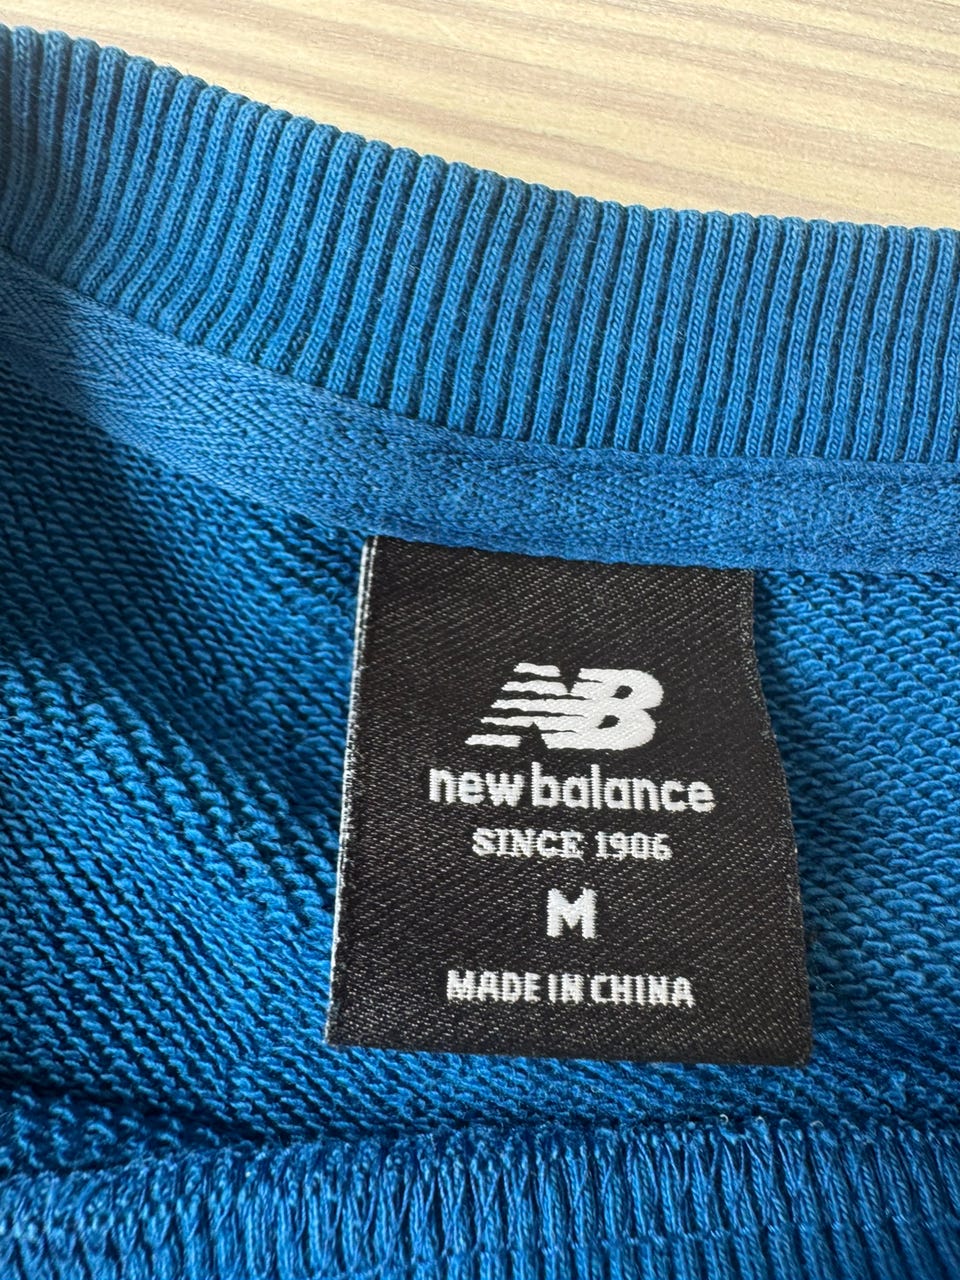 NB
new balance
SINCE 1906
M
MADE IN CHINA